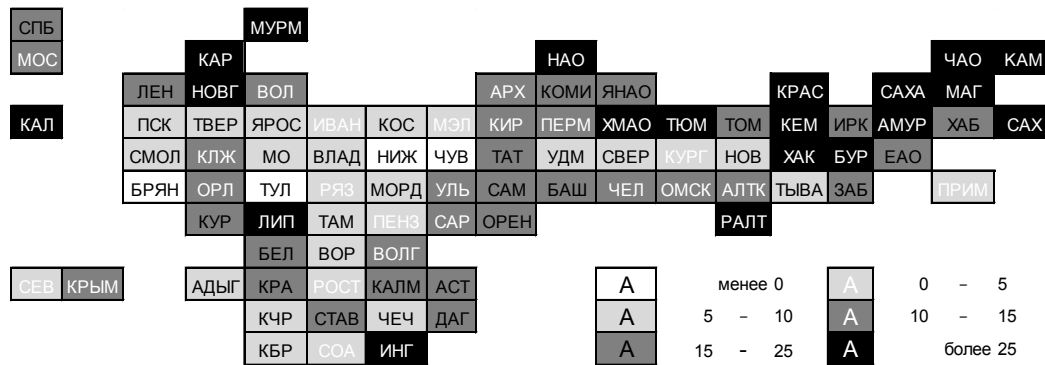 СПБ МУРМ
МОС КАР НАО ЧАО КАМ
ЛЕН НОВГ ВОЛ АРХ КОМИ ЯНАО КРАС САХА МАГ
КАЛ ПСК ТВЕР ЯРОС ИВАН КОС МЭЛ КИР ПЕРМ ХМАО ТЮМ ТОМ КЕМ ИРК АМУР ХАБ САХ
СМОЛ КЛЖ МО ВЛАД НИЖ ЧУВ ТАТ УДМ СВЕР КУРГ НОВ ХАК БУР ЕАО
БРЯН ОРЛ ТУЛ РЯЗ МОРД УЛЬ САМ БАШ ЧЕЛ ОМСК АЛТК ТЫВА ЗАБ ПРИМ
КУР ЛИП ТАМ ПЕНЗ САР ОРЕН РАЛТ
БЕЛ ВОР ВОЛГ
СЕВ КРЫМ АДЫГ КРА РОСТ КАЛМ АСТ А менее 0 А 0 – 5
КЧР СТАВ ЧЕЧ ДАГ А 5 – 10 А 10 – 15
КБР СОА ИНГ А 15 - 25 А более 25